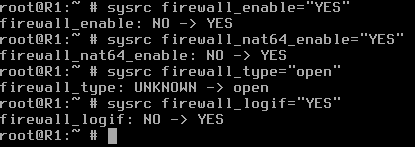 root@R1:~ # sysrc firewall_enable="YES"
firewall_enable: NO -> YES
root@R1:~ # sysrc firewall_nat64_enable="YES"
firewall_nat64_enable: NO -> YES
root@R1:~ # sysrc firewall_type="open"
firewall_type: UNKNOWN -> open
root@R1:~ # sysrc firewall_logif="YES"
firewall_logif: NO -> YES
root@R1:~ #